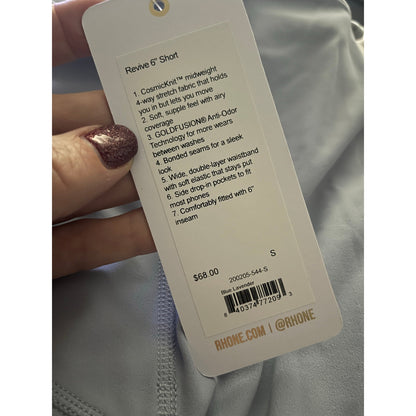 Revive 6" Short
1. CosmicKnit™ midweight
4-way stretch fabric that holds
you in but lets you move
2. Soft, supple feel with airy
coverage
3. GOLDFUSION® Anti-Odor
Technology for more wears
between washes
4. Bonded seams for a sleek
look
5. Wide, double-layer waistband
with soft elastic that stays put
6. Side drop-in pockets to fit
most phones
7. Comfortably fitted with 6"
inseam
$68.00
S
200205-544-S
Blue Lavender
8 40374 77209 3
RHONE.COM | @RHONE